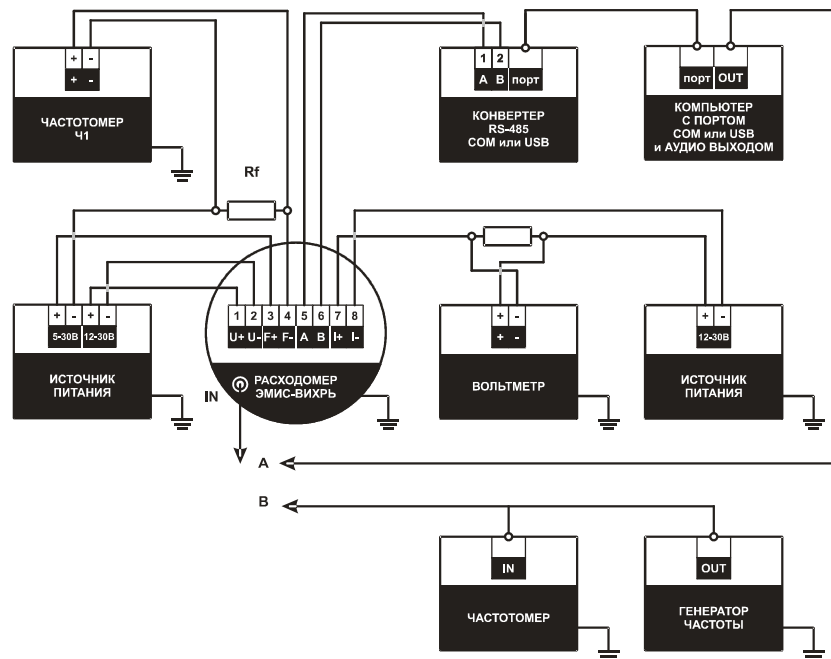 + -
+ -
ЧАСТОТОМЕР
Ч1
1 2
A B порт
КОНВЕРТЕР
RS-485
COM или USB
порт OUT
КОМПЬЮТЕР
С ПОРТОМ
COM или USB
и АУДИО ВЫХОДОМ
Rf
+ - + -
5-30В 12-30В
ИСТОЧНИК
ПИТАНИЯ
1 2 3 4 5 6 7 8
U+ U- F+ F- A B I+ I-
РАСХОДОМЕР
ЭМИС-ВИХРЬ
IN
+ -
+ -
ВОЛЬТМЕТР
+ -
12-30В
ИСТОЧНИК
ПИТАНИЯ
A
B
IN
ЧАСТОТОМЕР
OUT
ГЕНЕРАТОР
ЧАСТОТЫ